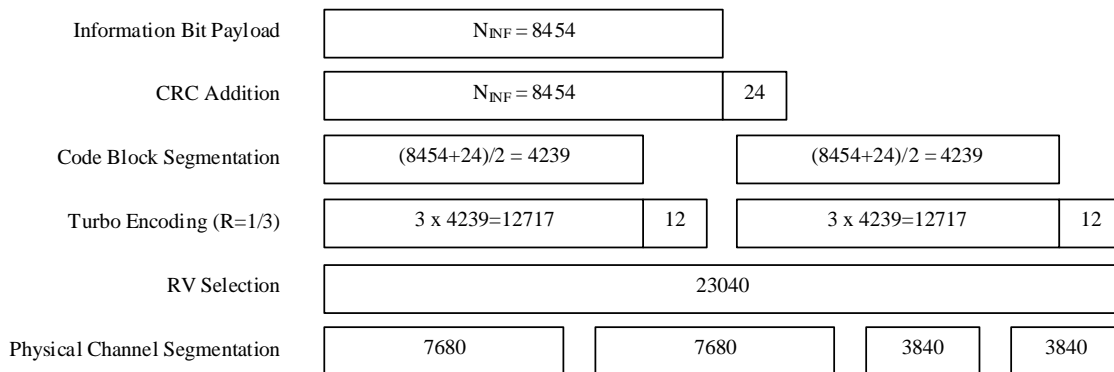 Information Bit Payload
N_INF = 8454
CRC Addition
N_INF = 8454
24
Code Block Segmentation
(8454+24)/2 = 4239
(8454+24)/2 = 4239
Turbo Encoding (R=1/3)
3 x 4239=12717
12
3 x 4239=12717
12
RV Selection
23040
Physical Channel Segmentation
7680
7680
3840
3840